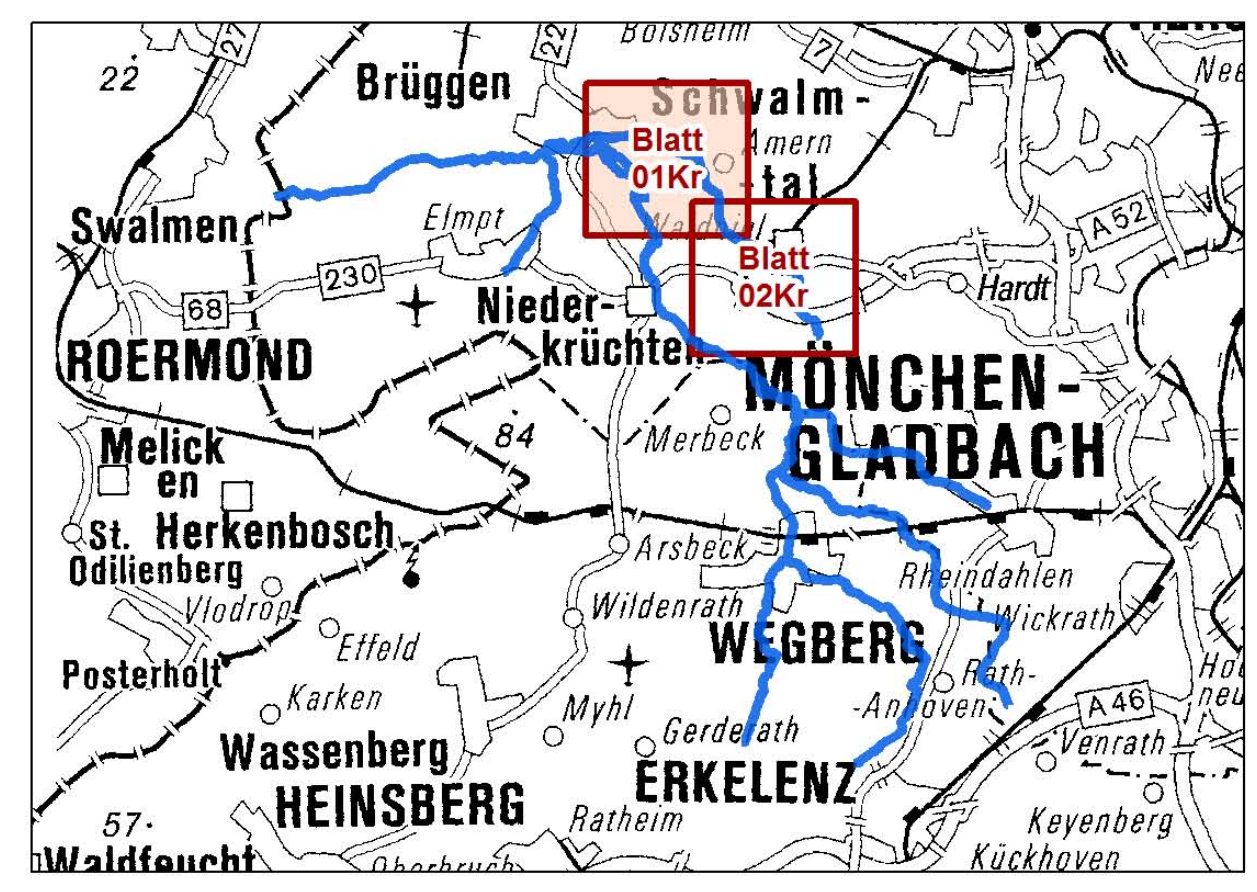 27
22
Bolsheim
7
22
Brüggen
Schwalm-
Amern
-tal
Blatt
01Kr
Waldniel
Swalmen
Elmpt
A 52
230
68
Blatt
02Kr
Hardt
Nieder-
krüchten
ROERMOND
MÖNCHEN-
GLADBACH
84
Merbeck
Melick
en
Herkenbosch
St.
Odilienberg
Arsbeck
Rheindahlen
Vlodrop
Wildenrath
Wickrath
Effeld
WEGBERG
Posterholt
Rath-
-Anhoven
Karken
Myhl
Gerderath
A 46
Venrath
Wassenberg
HEINSBERG
ERKELENZ
57
Ratheim
Keyenberg
Kückhoven
Waldfeucht
Oberbruch